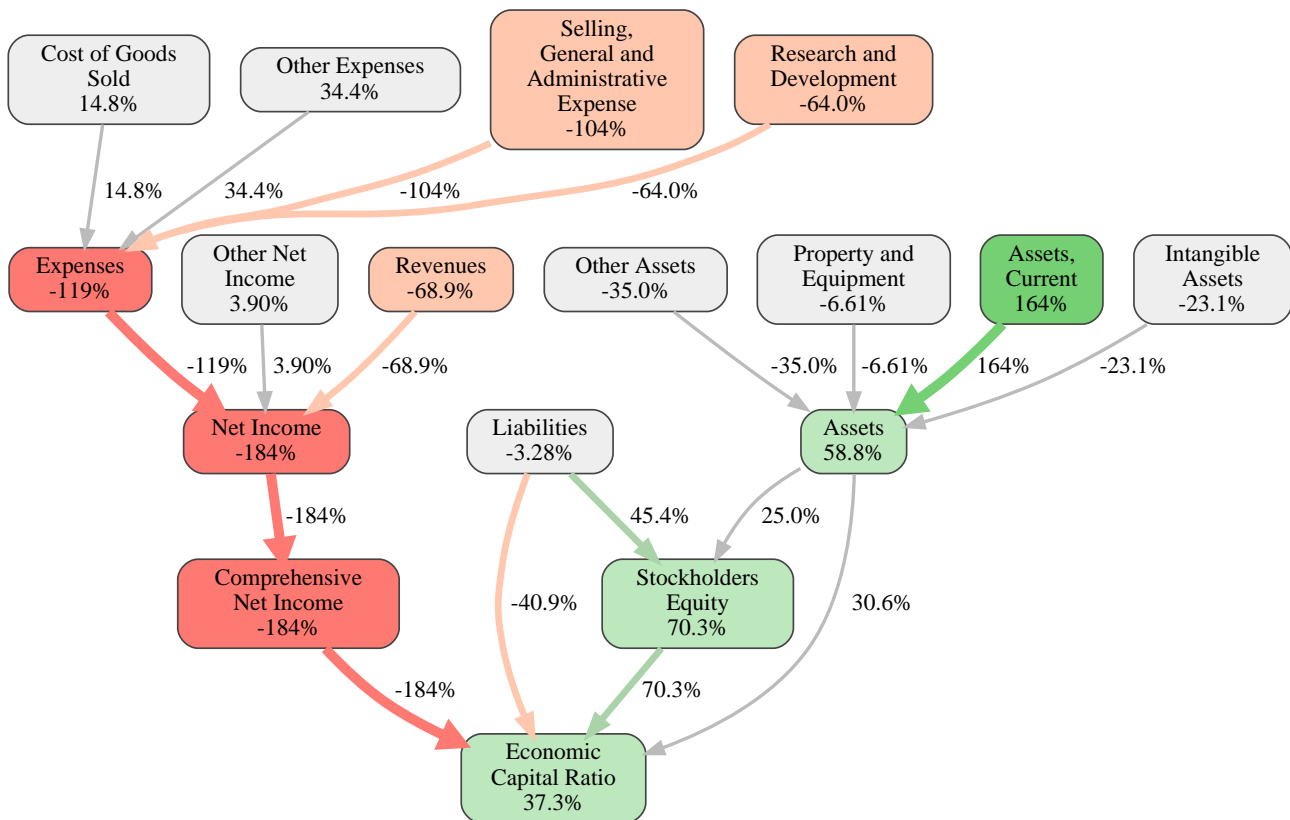 Cost of Goods
Sold
14.8%
Other Expenses
34.4%
Selling,
General and
Administrative
Expense
-104%
Research and
Development
-64.0%
14.8%
34.4%
-104%
-64.0%
Expenses
-119%
Other Net
Income
3.90%
Revenues
-68.9%
Other Assets
-35.0%
Property and
Equipment
-6.61%
Assets,
Current
164%
Intangible
Assets
-23.1%
-119%
3.90%
-68.9%
-35.0%
-6.61%
164%
-23.1%
Net Income
-184%
Liabilities
-3.28%
Assets
58.8%
-184%
45.4%
25.0%
Comprehensive
Net Income
-184%
-40.9%
Stockholders
Equity
70.3%
30.6%
-184%
70.3%
Economic
Capital Ratio
37.3%